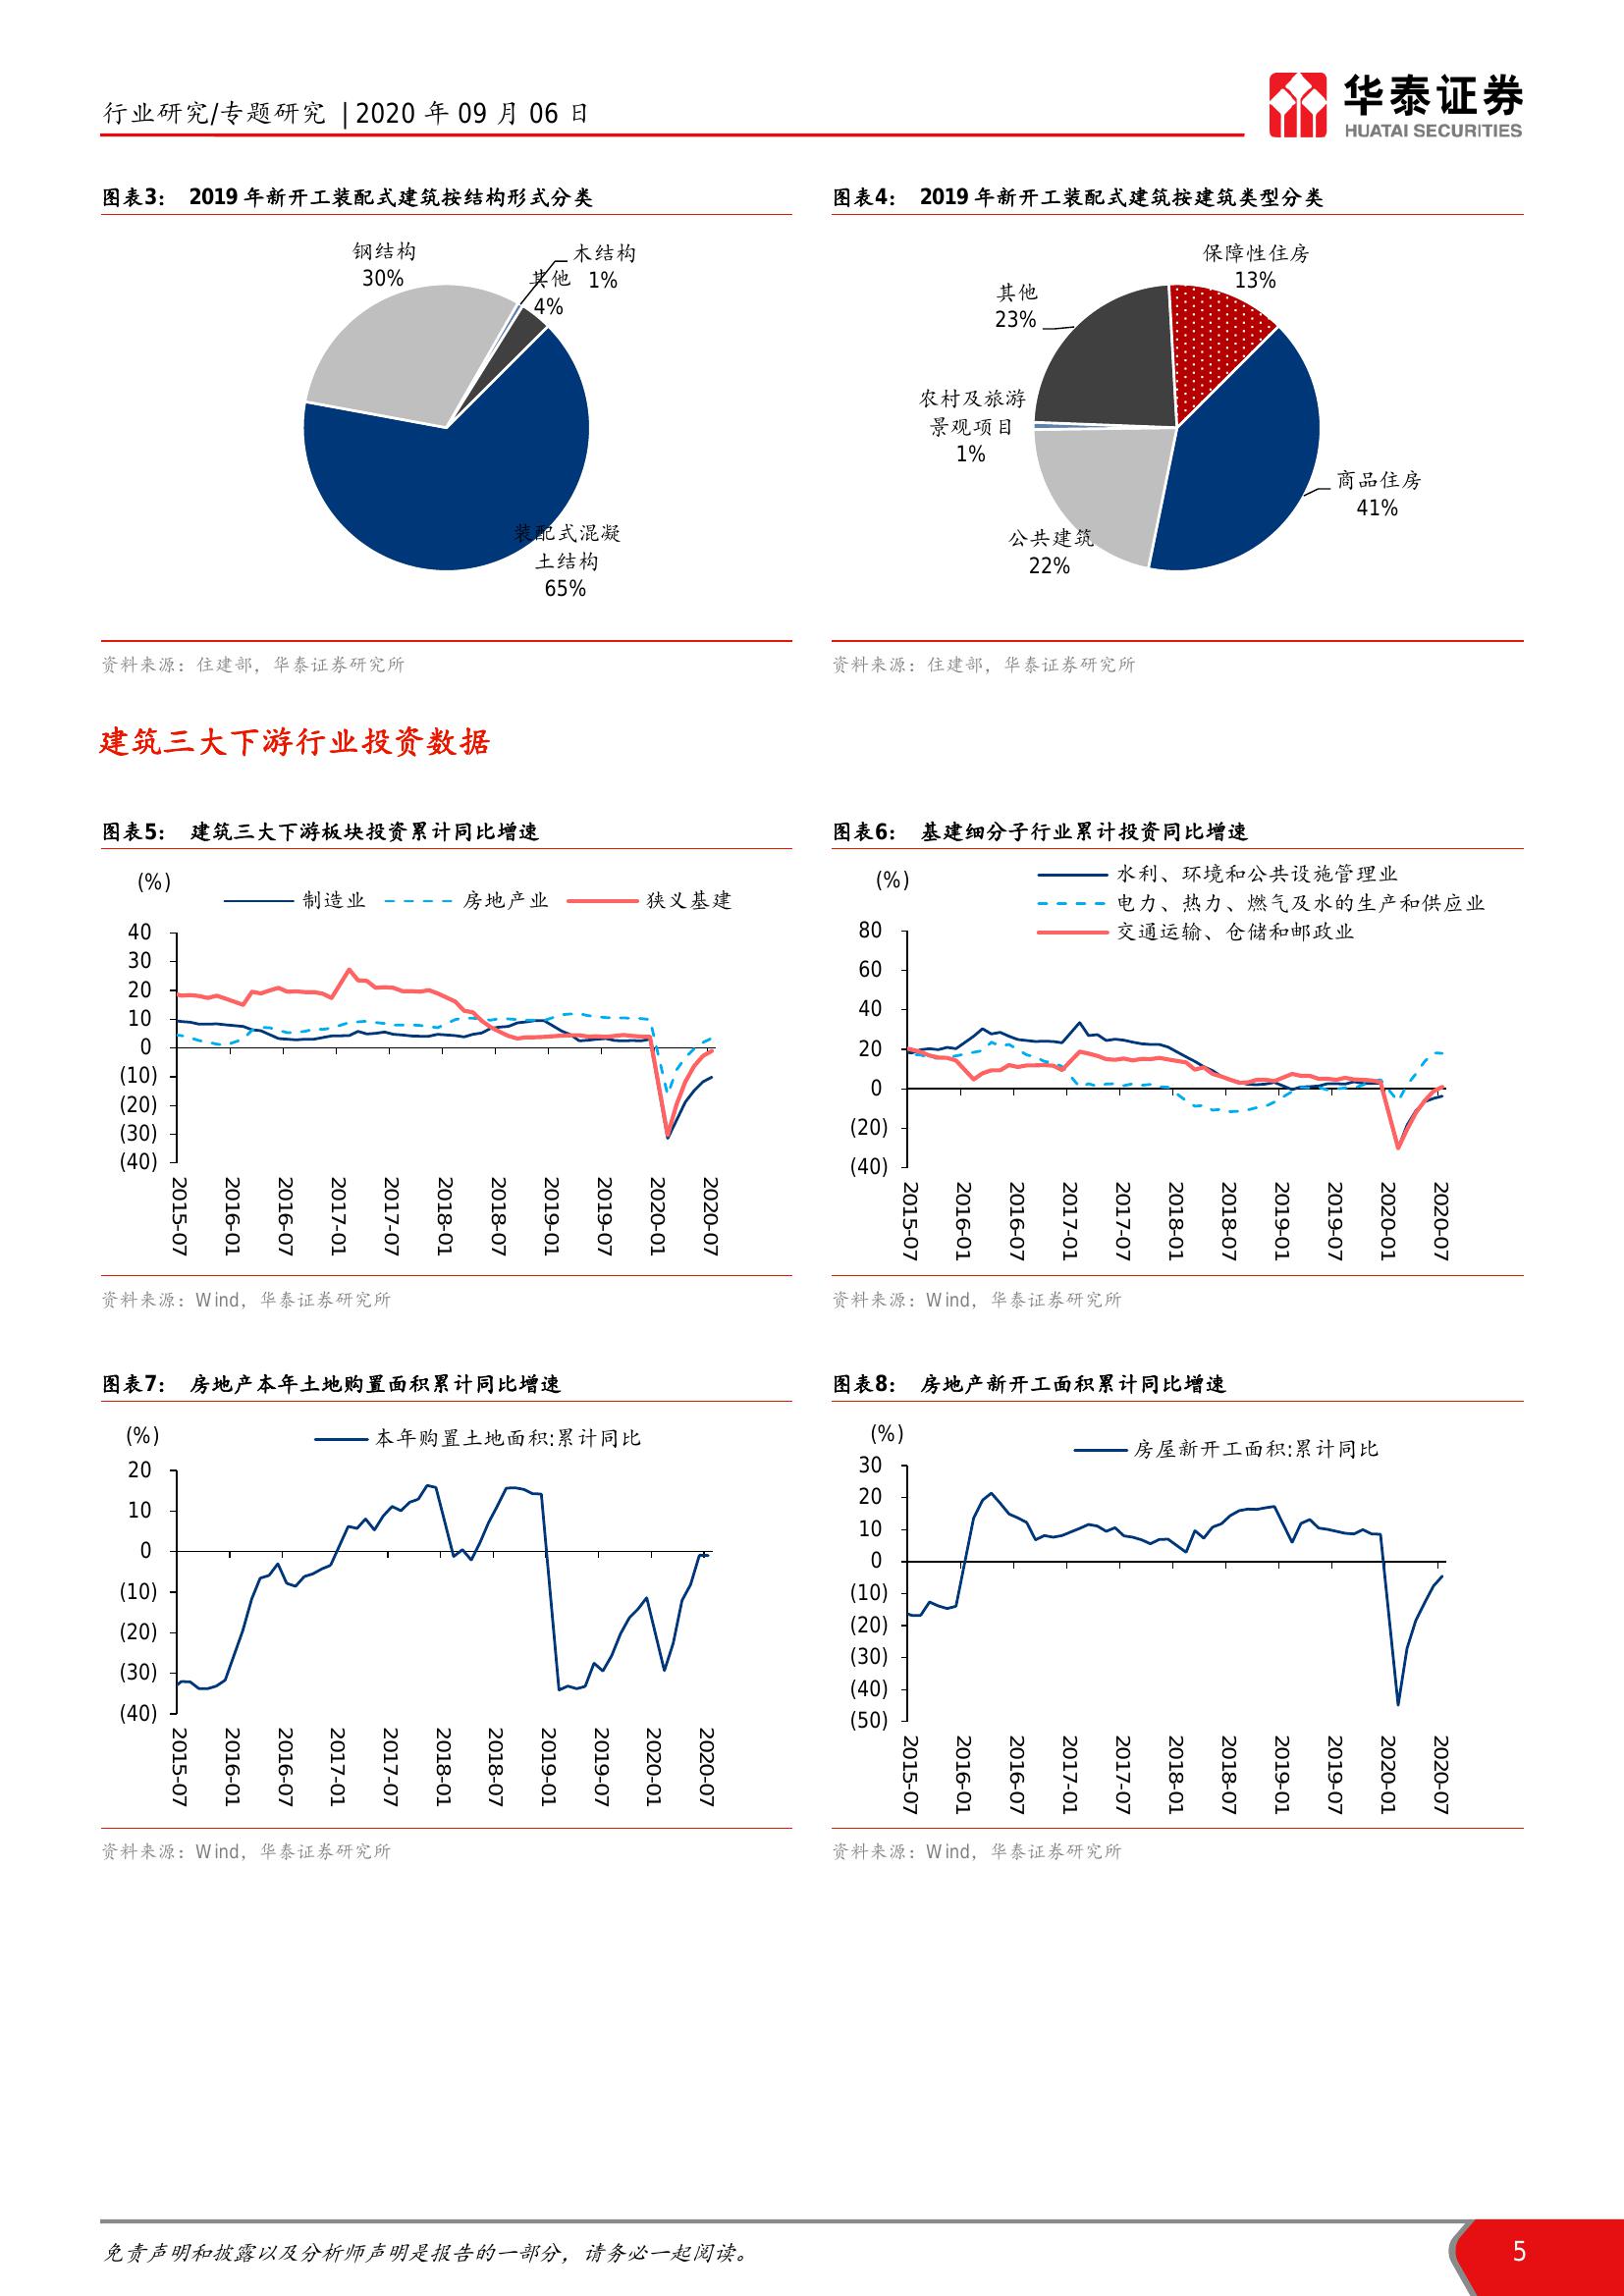 行业研究/专题研究 | 2020 年 09 月 06 日
华泰证券
HUATAI SECURITIES
图表3： 2019 年新开工装配式建筑按结构形式分类
钢结构
30%
木结构
1%
其他
4%
装配式混凝
土结构
65%
资料来源：住建部，华泰证券研究所
图表4： 2019 年新开工装配式建筑按建筑类型分类
保障性住房
13%
其他
23%
农村及旅游
景观项目
1%
商品住房
41%
公共建筑
22%
资料来源：住建部，华泰证券研究所
建筑三大下游行业投资数据
图表5： 建筑三大下游板块投资累计同比增速
(%)
制造业 房地产业 狭义基建
40
30
20
10
0
(10)
(20)
(30)
(40)
2015-07
2016-01
2016-07
2017-01
2017-07
2018-01
2018-07
2019-01
2019-07
2020-01
2020-07
资料来源：Wind，华泰证券研究所
图表6： 基建细分子行业累计投资同比增速
(%)
水利、环境和公共设施管理业
电力、热力、燃气及水的生产和供应业
交通运输、仓储和邮政业
80
60
40
20
0
(20)
(40)
2015-07
2016-01
2016-07
2017-01
2017-07
2018-01
2018-07
2019-01
2019-07
2020-01
2020-07
资料来源：Wind，华泰证券研究所
图表7： 房地产本年土地购置面积累计同比增速
(%)
本年购置土地面积:累计同比
20
10
0
(10)
(20)
(30)
(40)
2015-07
2016-01
2016-07
2017-01
2017-07
2018-01
2018-07
2019-01
2019-07
2020-01
2020-07
资料来源：Wind，华泰证券研究所
图表8： 房地产新开工面积累计同比增速
(%)
房屋新开工面积:累计同比
30
20
10
0
(10)
(20)
(30)
(40)
(50)
2015-07
2016-01
2016-07
2017-01
2017-07
2018-01
2018-07
2019-01
2019-07
2020-01
2020-07
资料来源：Wind，华泰证券研究所
免责声明和披露以及分析师声明是报告的一部分，请务必一起阅读。
5